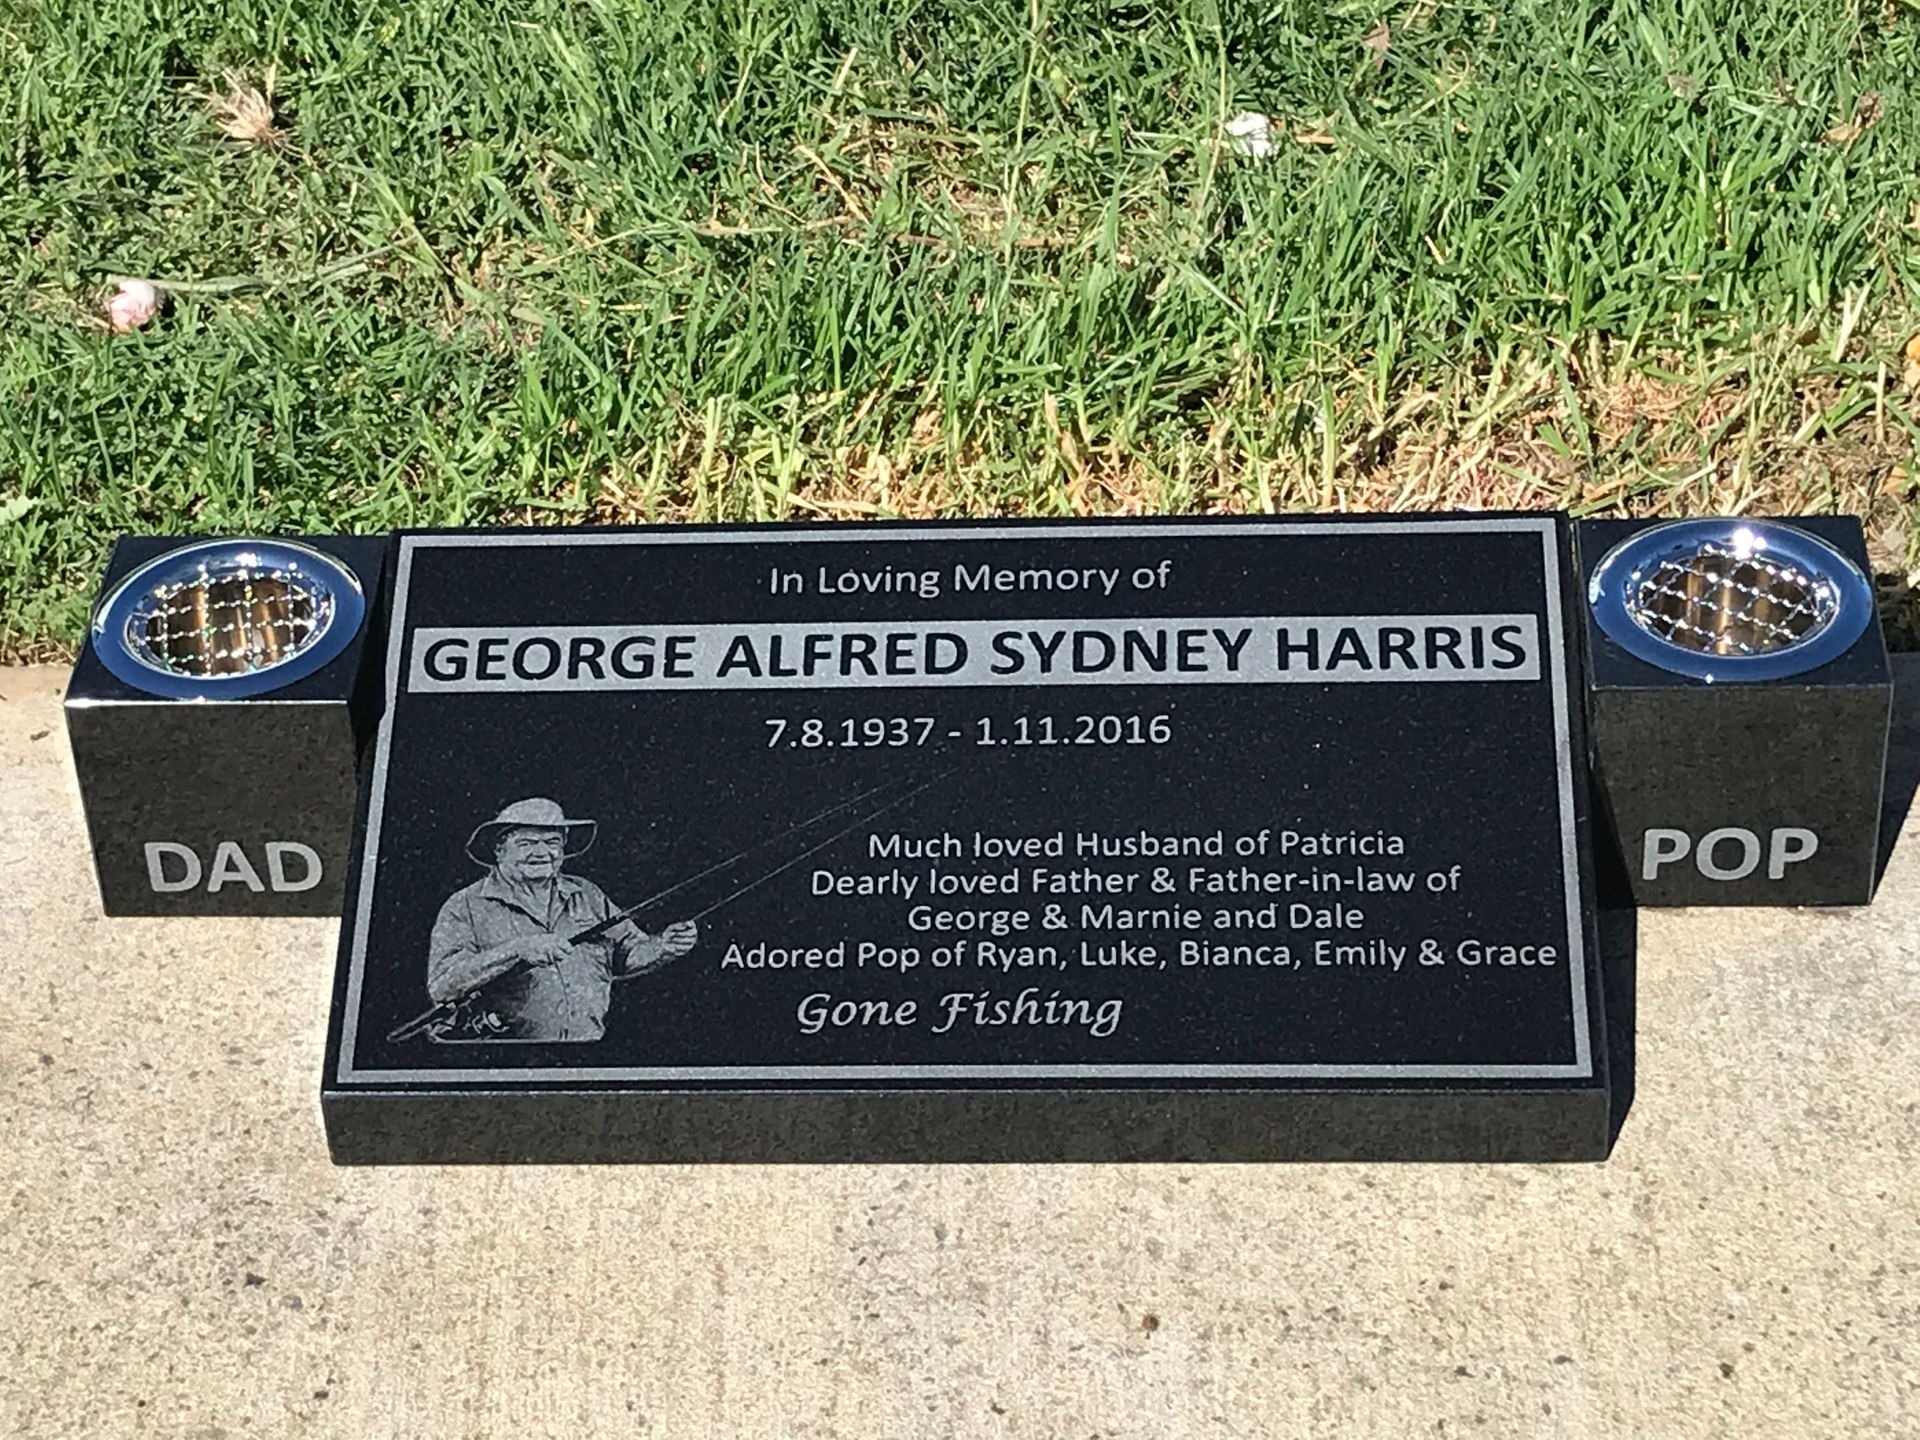 In Loving Memory of
GEORGE ALFRED SYDNEY HARRIS
7.8.1937 - 1.11.2016
Much loved Husband of Patricia
Dearly loved Father & Father-in-law of
George & Marnie and Dale
Adored Pop of Ryan, Luke, Bianca, Emily & Grace
Gone Fishing
DAD
POP